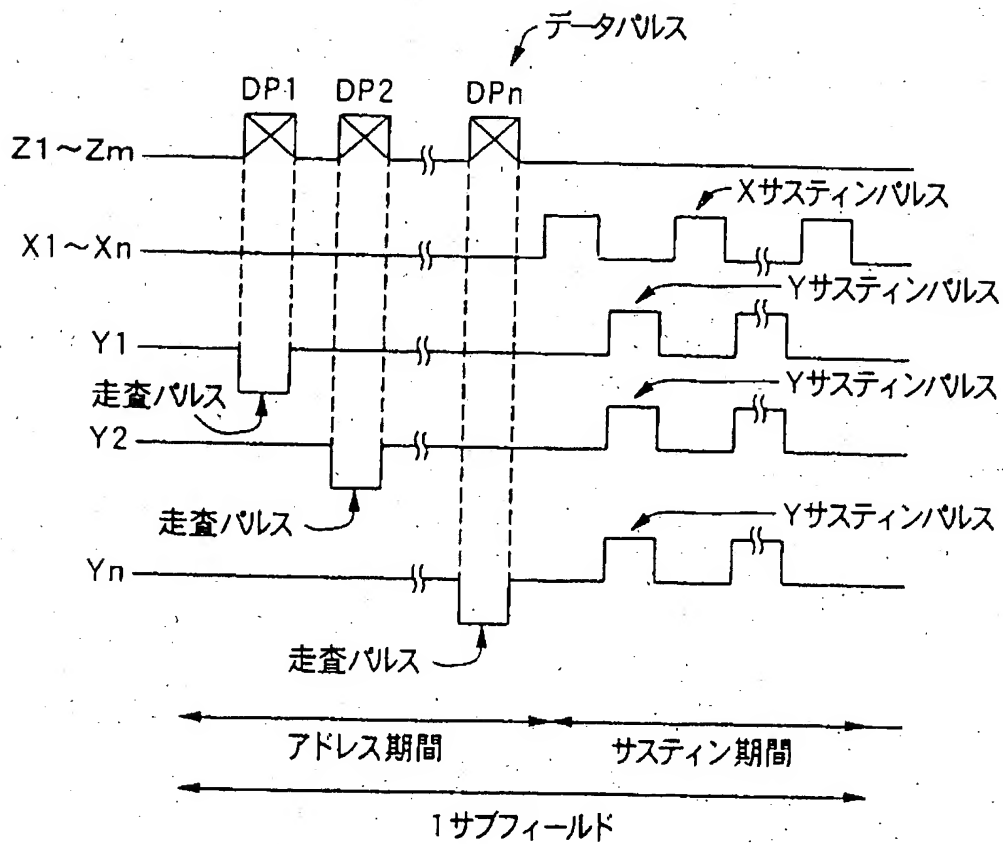 データパルス
DP1 DP2 DPn
Z1～Zm
Xサスティンパルス
X1～Xn
Yサスティンパルス
Y1
走査パルス
Yサスティンパルス
Y2
走査パルス
Yサスティンパルス
Yn
走査パルス
アドレス期間 サスティン期間
1サブフィールド